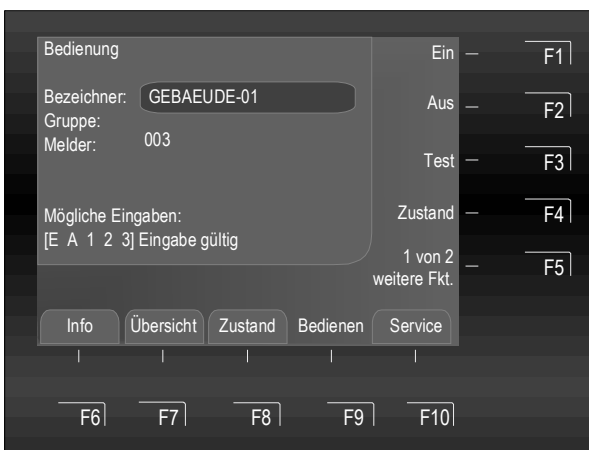 Bedienung
Ein
F1
Bezeichner: GEBAEUDE-01
Aus
F2
Gruppe:
Melder: 003
Test
F3
Mögliche Eingaben:
Zustand
F4
[E A 1 2 3] Eingabe gültig
1 von 2
weitere Fkt.
F5
Info Übersicht Zustand Bedienen Service
F6 F7 F8 F9 F10